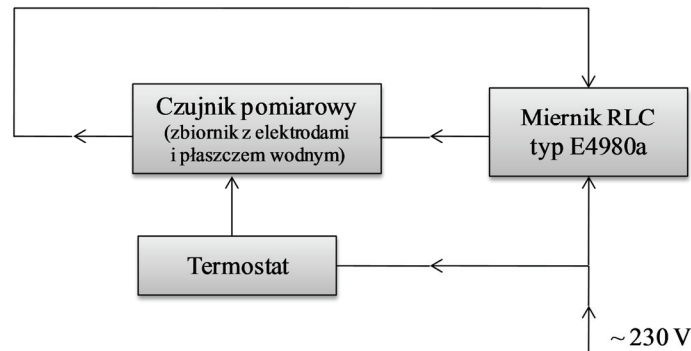 Czujnik pomiarowy
(zbiornik z elektrodami
i płaszczem wodnym)
Miernik RLC
typ E4980a
Termostat
~230 V